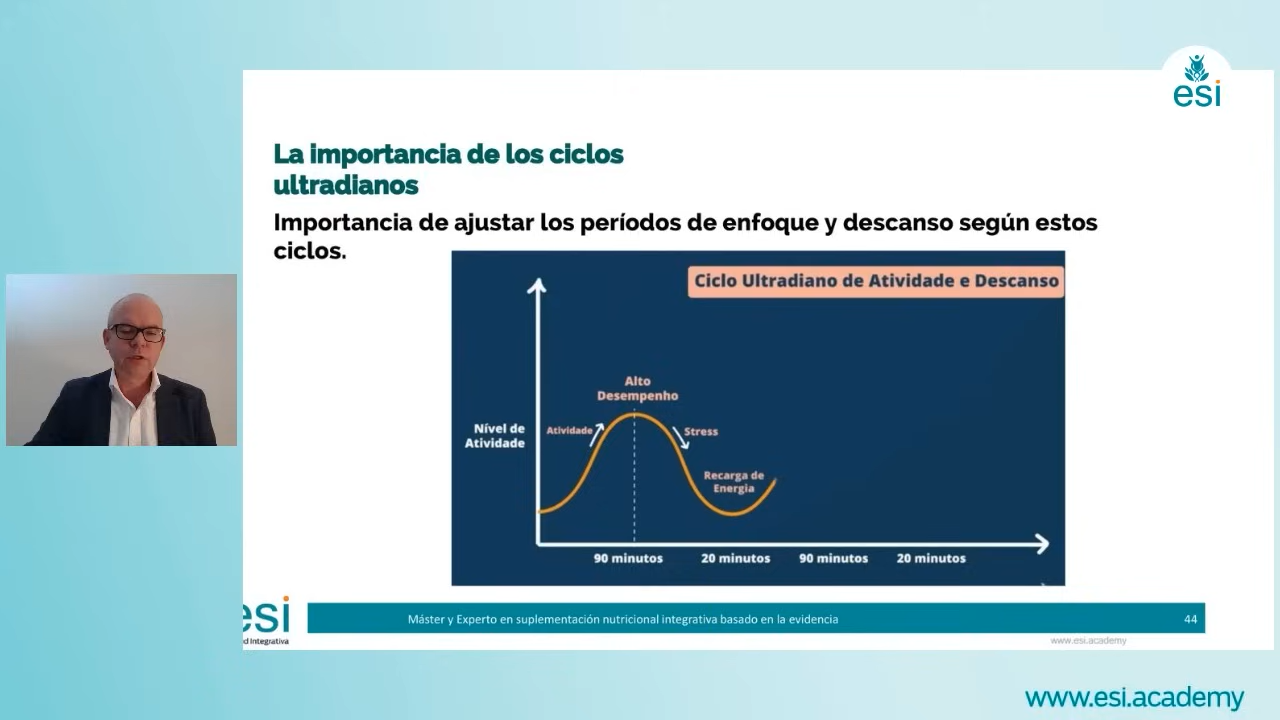 esi
La importancia de los ciclos
ultradianos
Importancia de ajustar los períodos de enfoque y descanso según estos
ciclos.
Ciclo Ultradiano de Atividade e Descanso
Alto
Desempenho
Nível de
Atividade
Atividade
Stress
Recarga de
Energia
90 minutos
20 minutos
90 minutos
20 minutos
esi
d Integrativa
Máster y Experto en suplementación nutricional integrativa basado en la evidencia
44
www.esi.academy
www.esi.academy